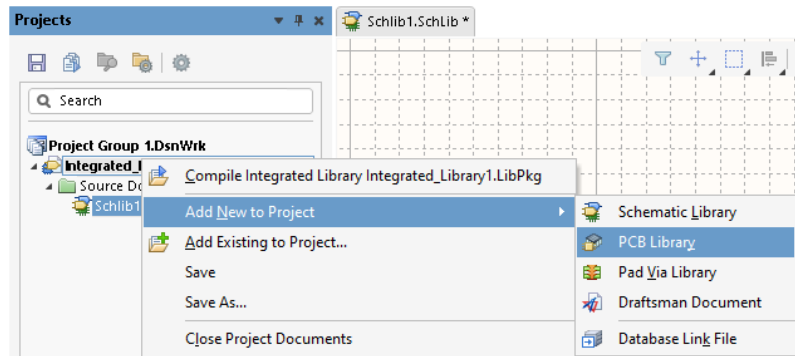 Projects
Schlib1.SchLib *
Search
Project Group 1.DsnWrk
Integrated_
Compile Integrated Library Integrated_Library1.LibPkg
Source
Schlib1
Add New to Project
Schematic Library
Add Existing to Project...
PCB Library
Save
Pad Via Library
Save As...
Draftsman Document
Close Project Documents
Database Link File